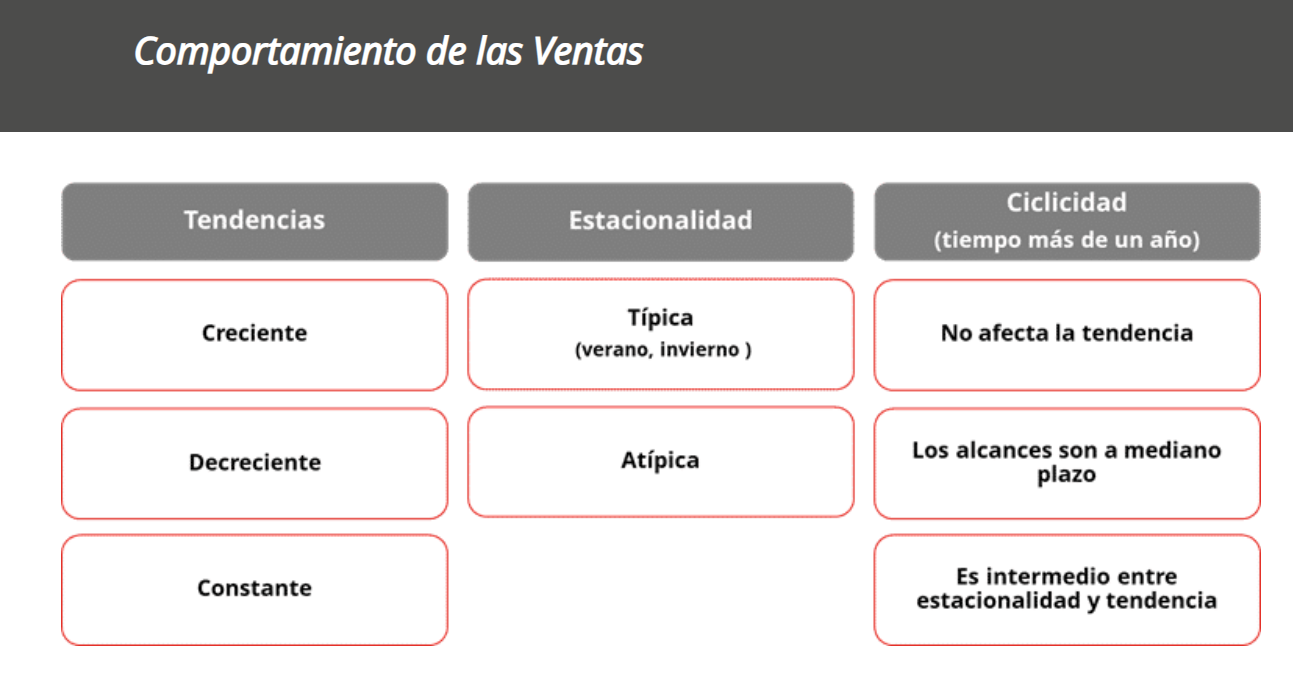 Comportamiento de las Ventas
Tendencias
Creciente
Decreciente
Constante
Estacionalidad
Típica
(verano, invierno )
Atípica
Ciclicidad
(tiempo más de un año)
No afecta la tendencia
Los alcances son a mediano
plazo
Es intermedio entre
estacionalidad y tendencia